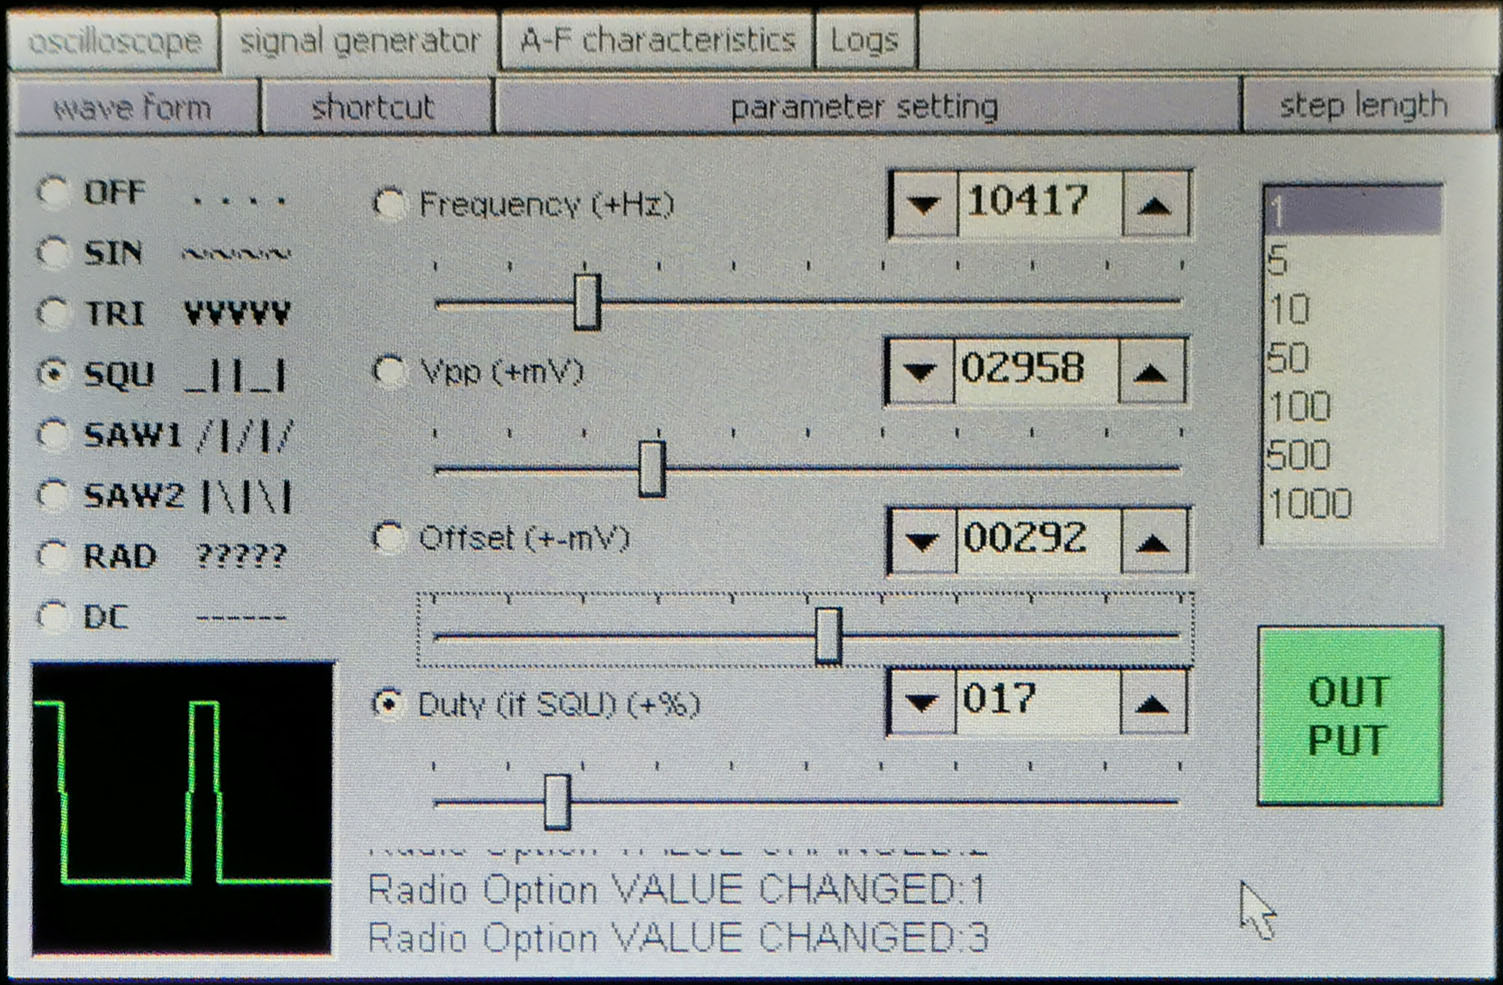 oscilloscope signal generator A-F characteristics Logs
wave form shortcut parameter setting step length
OFF . . . .
SIN ~~~~~
TRI VVVVV
SQU _||_|
SAW1 /|/|/
SAW2 |\|\|
RAD ?????
DC ------
Frequency (+Hz) ▼ 10417 ▲
Vpp (+mV) ▼ 02958 ▲
Offset (+-mV) ▼ 00292 ▲
Duty (if SQU) (+%) ▼ 017 ▲
Radio Option VALUE CHANGED:1
Radio Option VALUE CHANGED:3
1
5
10
50
100
500
1000
OUT
PUT